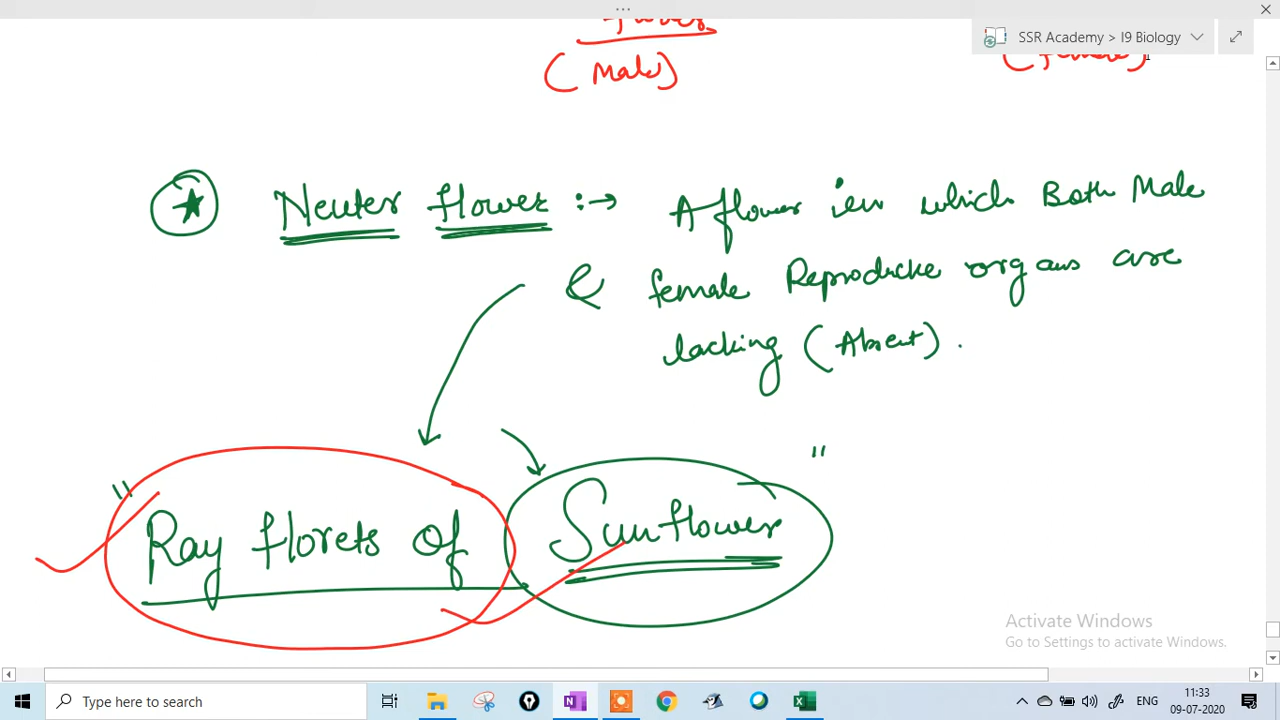 SSR Academy > I9 Biology
(Male)
(female)
Neuter flower :→ A flower in which Both Male
& female Reproductive organs are
lacking (Absent).
"Ray florets of Sunflower"
Activate Windows
Go to Settings to activate Windows.
Type here to search
ENG
11:33
09-07-2020